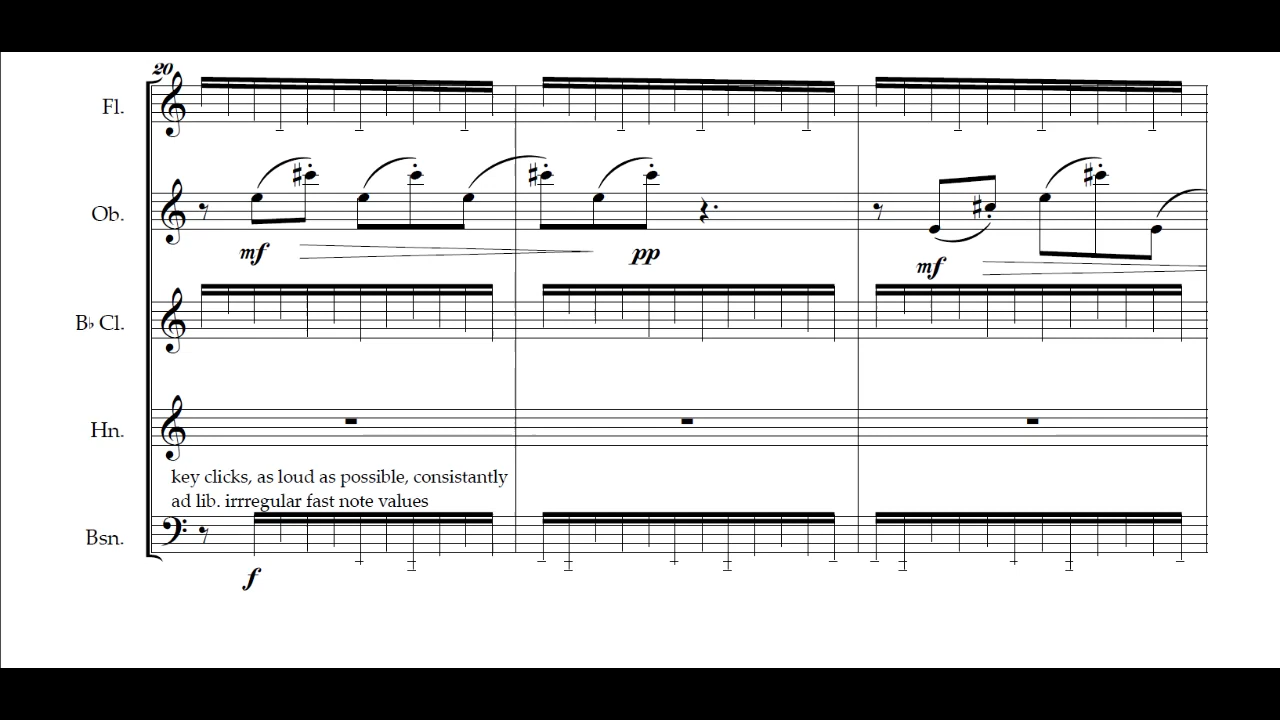 20
Fl.
Ob.
mf
pp
mf
B♭ Cl.
Hn.
key clicks, as loud as possible, consistantly
ad lib. irrregular fast note values
Bsn.
f